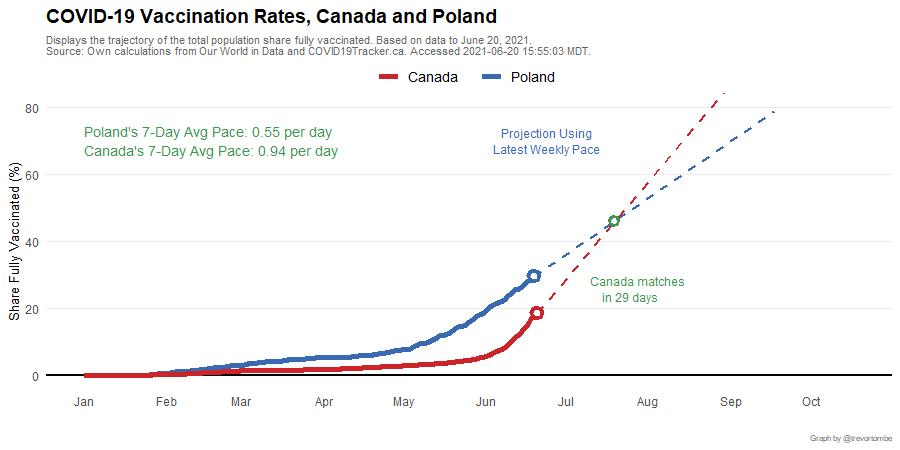 COVID-19 Vaccination Rates, Canada and Poland
Displays the trajectory of the total population share fully vaccinated. Based on data to June 20, 2021.
Source: Own calculations from Our World in Data and COVID19Tracker.ca. Accessed 2021-06-20 15:55:03 MDT.
Canada Poland
Poland's 7-Day Avg Pace: 0.55 per day
Canada's 7-Day Avg Pace: 0.94 per day
Projection Using
Latest Weekly Pace
Canada matches
in 29 days
Share Fully Vaccinated (%)
80
60
40
20
0
Jan Feb Mar Apr May Jun Jul Aug Sep Oct
Graph by @trevortombe